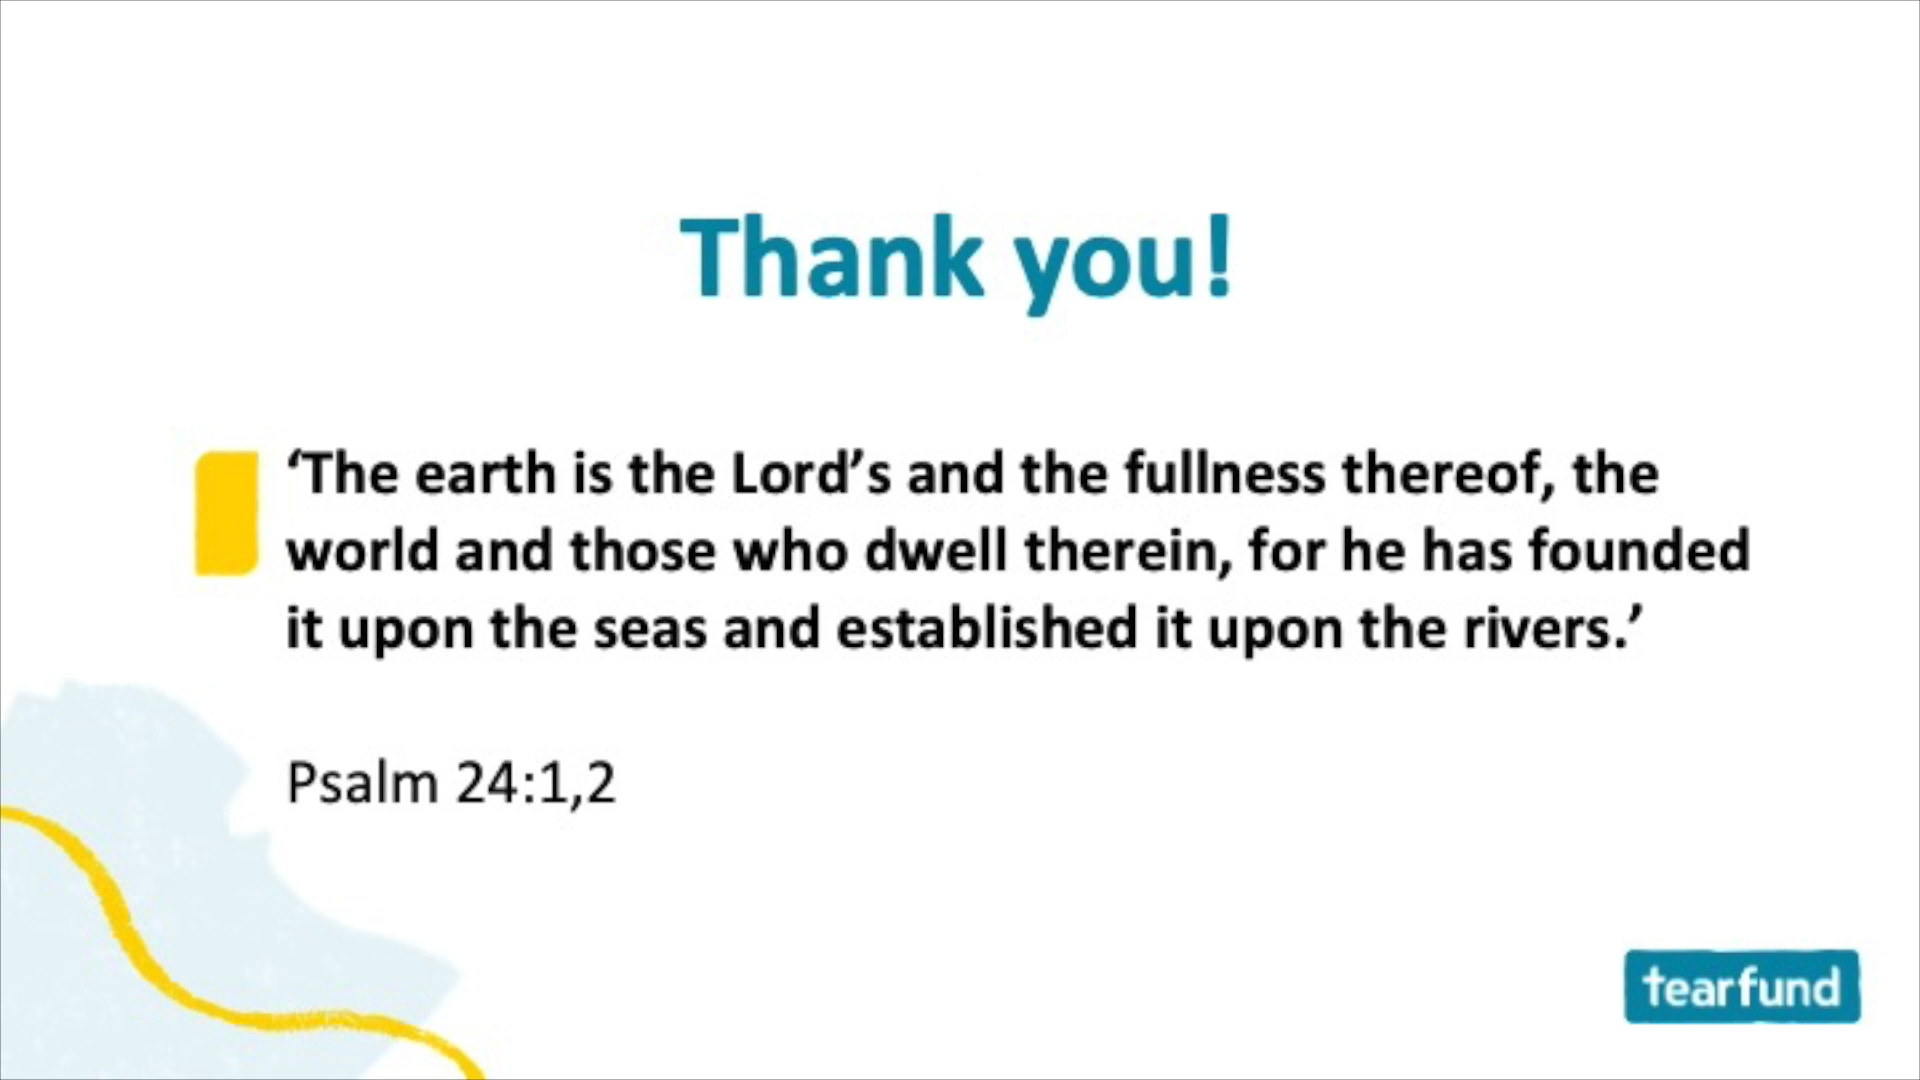 Thank you!
‘The earth is the Lord’s and the fullness thereof, the
world and those who dwell therein, for he has founded
it upon the seas and established it upon the rivers.’
Psalm 24:1,2
tearfund